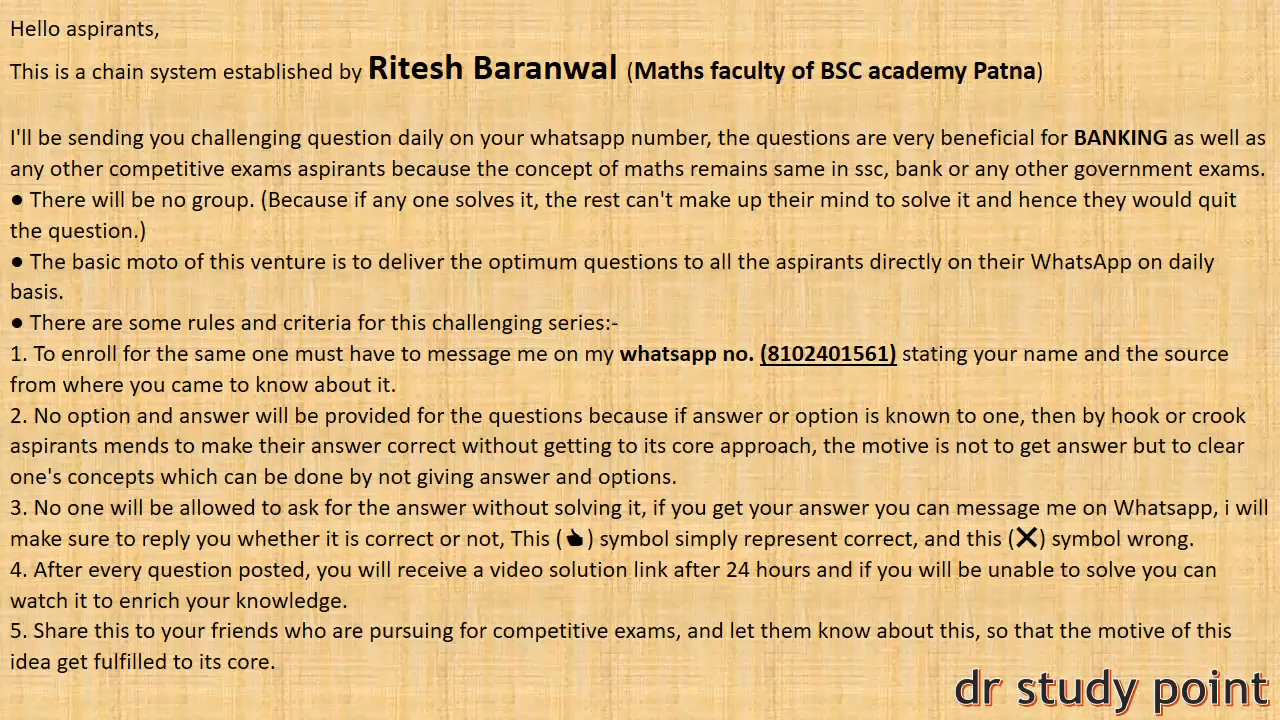 Hello aspirants,
This is a chain system established by Ritesh Baranwal (Maths faculty of BSC academy Patna)
I'll be sending you challenging question daily on your whatsapp number, the questions are very beneficial for BANKING as well as
any other competitive exams aspirants because the concept of maths remains same in ssc, bank or any other government exams.
● There will be no group. (Because if any one solves it, the rest can't make up their mind to solve it and hence they would quit
the question.)
● The basic moto of this venture is to deliver the optimum questions to all the aspirants directly on their WhatsApp on daily
basis.
● There are some rules and criteria for this challenging series:-
1. To enroll for the same one must have to message me on my whatsapp no. (8102401561) stating your name and the source
from where you came to know about it.
2. No option and answer will be provided for the questions because if answer or option is known to one, then by hook or crook
aspirants mends to make their answer correct without getting to its core approach, the motive is not to get answer but to clear
one's concepts which can be done by not giving answer and options.
3. No one will be allowed to ask for the answer without solving it, if you get your answer you can message me on Whatsapp, i will
make sure to reply you whether it is correct or not, This (👍) symbol simply represent correct, and this (❌) symbol wrong.
4. After every question posted, you will receive a video solution link after 24 hours and if you will be unable to solve you can
watch it to enrich your knowledge.
5. Share this to your friends who are pursuing for competitive exams, and let them know about this, so that the motive of this
idea get fulfilled to its core.
dr study point